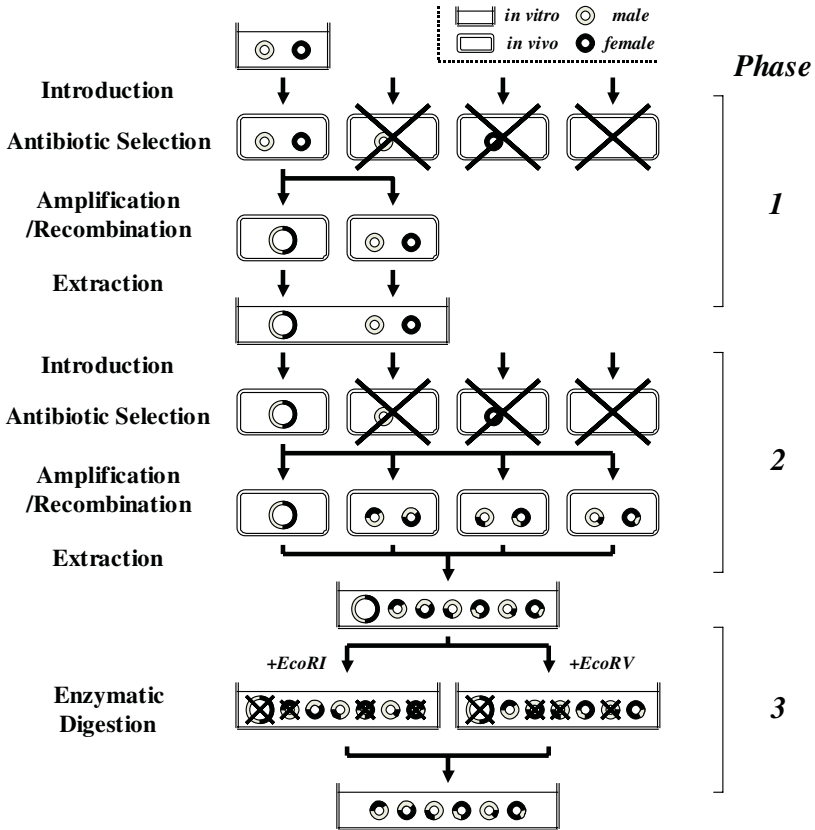 in vitro male
in vivo female
Phase
Introduction
Antibiotic Selection
Amplification
/Recombination
1
Extraction
Introduction
Antibiotic Selection
Amplification
/Recombination
2
Extraction
+EcoRI +EcoRV
Enzymatic
Digestion
3